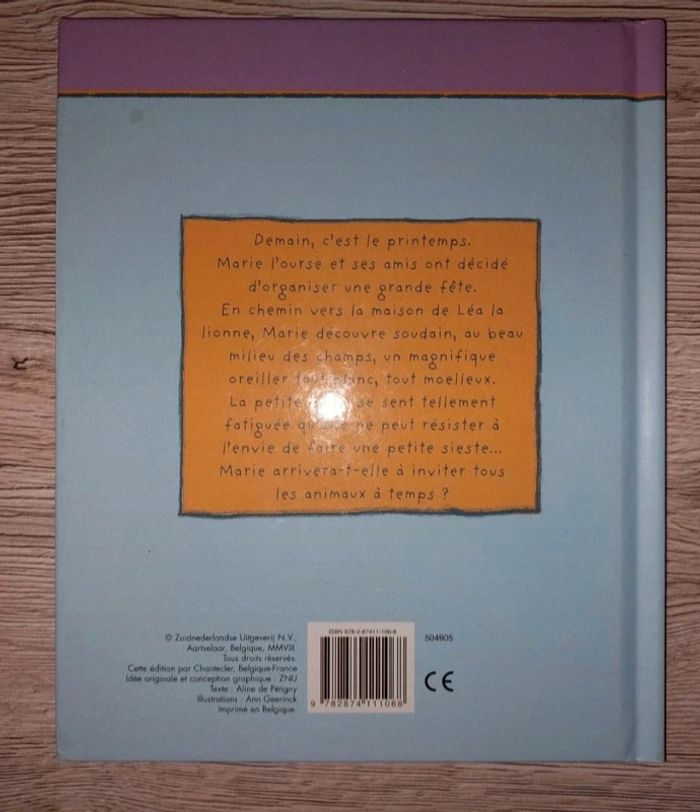 Demain, c'est le printemps.
Marie l'ourse et ses amis ont décidé
d'organiser une grande fête.
En chemin vers la maison de Léa la
lionne, Marie découvre soudain, au beau
milieu des champs, un magnifique
oreiller tout blanc, tout moelleux.
La petite se sent tellement
fatiguée ne peut résister à
l'envie de faire une petite sieste...
Marie arrivera-t-elle à inviter tous
les animaux à temps ?
© Zuidnederlandse Uitgeverij N.V.,
Aartselaar, Belgique, MMVIII.
Tous droits réservés.
Cette édition par Chantecler, Belgique-France
Idée originale et conception graphique : ZNU
Texte : Aline de Pétigny
Illustrations : Ann Geerinck
Imprimé en Belgique.
ISBN 978-2-87411-106-8
9 782874 111068
504905
CE